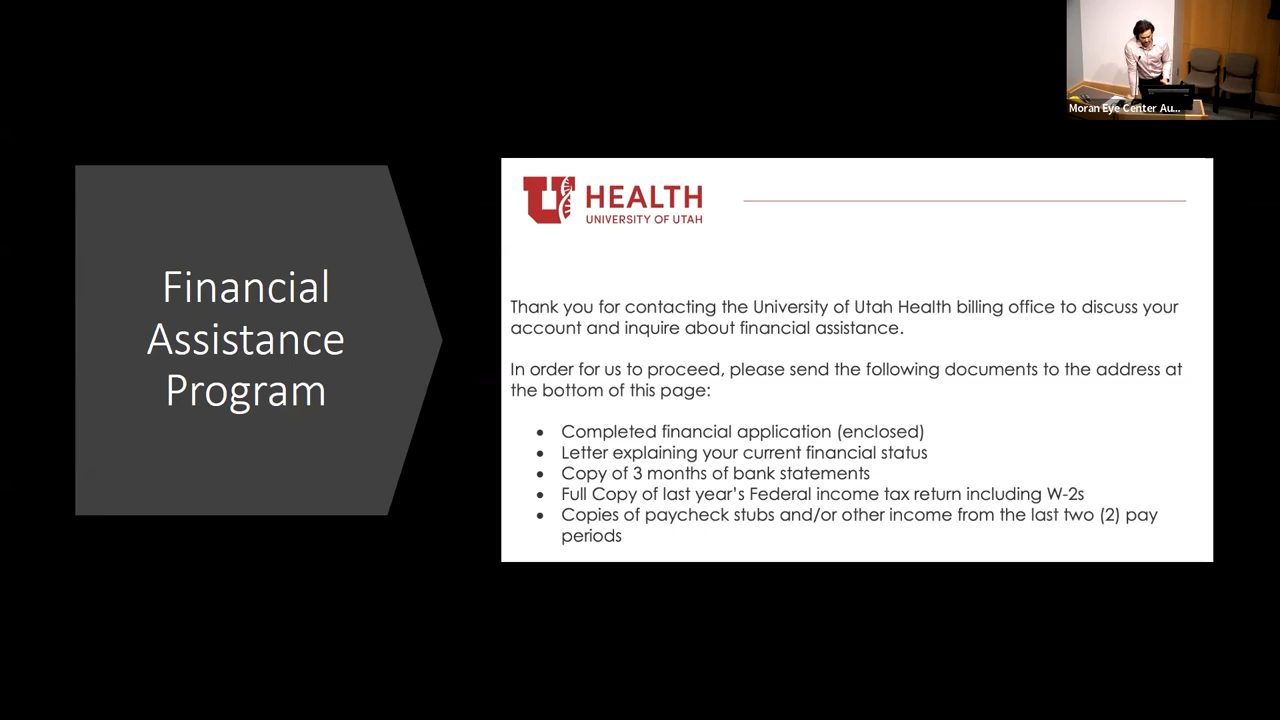 Moran Eye Center Au...
Financial
Assistance
Program
U HEALTH
UNIVERSITY OF UTAH
Thank you for contacting the University of Utah Health billing office to discuss your
account and inquire about financial assistance.
In order for us to proceed, please send the following documents to the address at
the bottom of this page:
• Completed financial application (enclosed)
• Letter explaining your current financial status
• Copy of 3 months of bank statements
• Full Copy of last year's Federal income tax return including W-2s
• Copies of paycheck stubs and/or other income from the last two (2) pay
periods